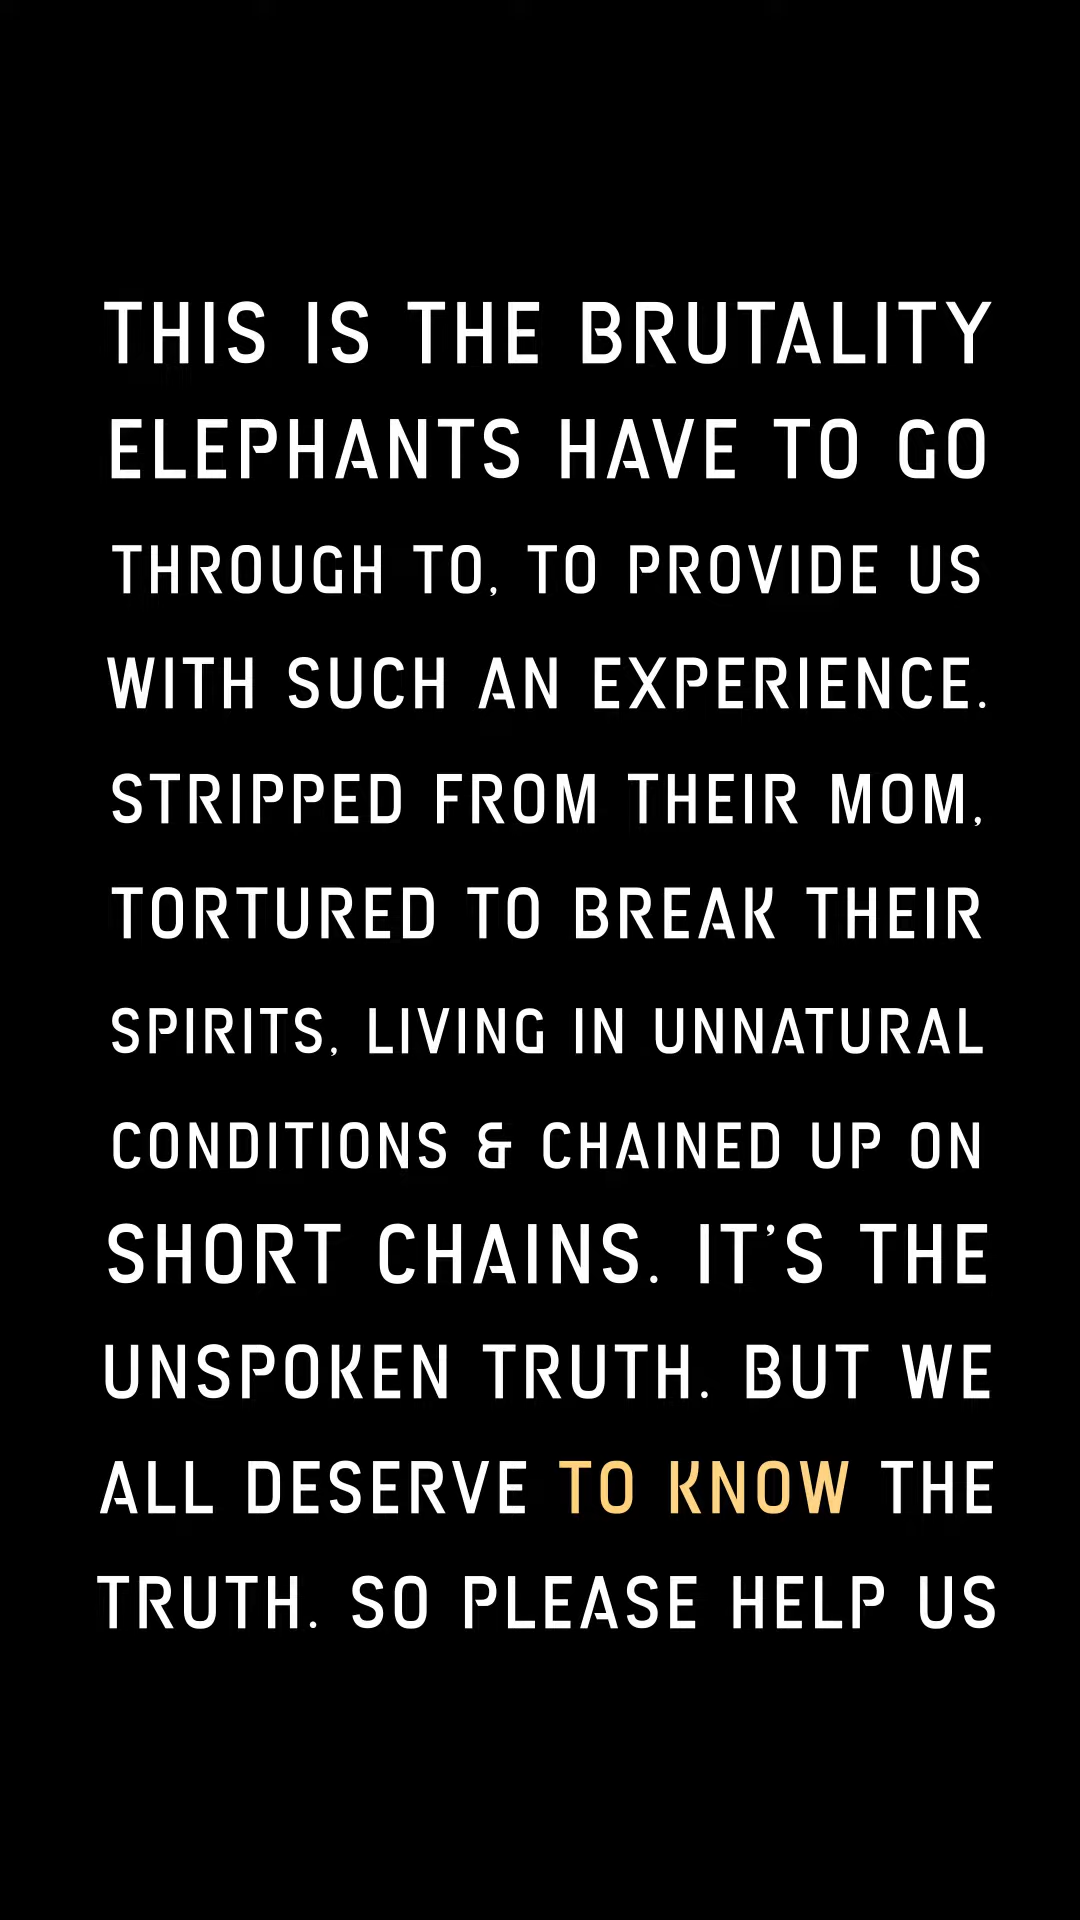 THIS IS THE BRUTALITY
ELEPHANTS HAVE TO GO
THROUGH TO, TO PROVIDE US
WITH SUCH AN EXPERIENCE.
STRIPPED FROM THEIR MOM,
TORTURED TO BREAK THEIR
SPIRITS, LIVING IN UNNATURAL
CONDITIONS & CHAINED UP ON
SHORT CHAINS. IT'S THE
UNSPOKEN TRUTH. BUT WE
ALL DESERVE TO KNOW THE
TRUTH. SO PLEASE HELP US